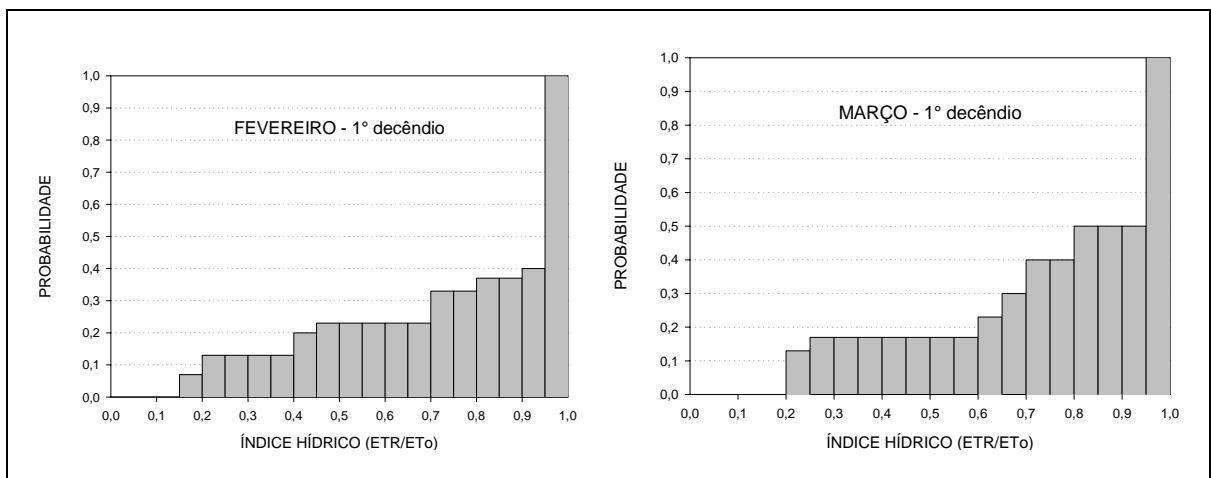 FEVEREIRO - 1° decêndio
PROBABILIDADE
1,0
0,9
0,8
0,7
0,6
0,5
0,4
0,3
0,2
0,1
0,0
0,0 0,1 0,2 0,3 0,4 0,5 0,6 0,7 0,8 0,9 1,0
ÍNDICE HÍDRICO (ETR/ETo)
MARÇO - 1° decêndio
PROBABILIDADE
1,0
0,9
0,8
0,7
0,6
0,5
0,4
0,3
0,2
0,1
0,0
0,0 0,1 0,2 0,3 0,4 0,5 0,6 0,7 0,8 0,9 1,0
ÍNDICE HÍDRICO (ETR/ETo)